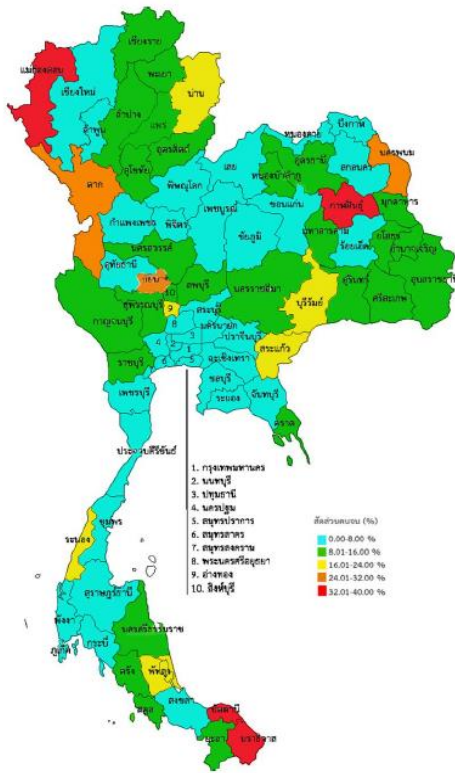 เชียงราย
แม่ฮ่องสอน
เชียงใหม่
พะเยา
น่าน
ลำปาง
ลำพูน
แพร่
อุตรดิตถ์
สุโขทัย
ตาก
พิษณุโลก
เลย
หนองคาย
บึงกาฬ
อุดรธานี
หนองบัวลำภู
สกลนคร
นครพนม
กำแพงเพชร
พิจิตร
เพชรบูรณ์
ขอนแก่น
กาฬสินธุ์
มุกดาหาร
ชัยภูมิ
มหาสารคาม
ร้อยเอ็ด
ยโสธร
อำนาจเจริญ
นครสวรรค์
อุทัยธานี
ชัยนาท
ลพบุรี
นครราชสีมา
บุรีรัมย์
สุรินทร์
ศรีสะเกษ
อุบลราชธานี
10
9
สุพรรณบุรี
กาญจนบุรี
สระบุรี
8
นครนายก
3
ปราจีนบุรี
4
2
1
สระแก้ว
ราชบุรี
6
5
ฉะเชิงเทรา
ชลบุรี
เพชรบุรี
ระยอง
จันทบุรี
ตราด
ประจวบคีรีขันธ์
1. กรุงเทพมหานคร
2. นนทบุรี
3. ปทุมธานี
4. นครปฐม
5. สมุทรปราการ
6. สมุทรสาคร
7. สมุทรสงคราม
8. พระนครศรีอยุธยา
9. อ่างทอง
10. สิงห์บุรี
สัดส่วนคนจน (%)
0.00-8.00 %
8.01-16.00 %
16.01-24.00 %
24.01-32.00 %
32.01-40.00 %
ชุมพร
ระนอง
สุราษฎร์ธานี
พังงา
นครศรีธรรมราช
ภูเก็ต
กระบี่
ตรัง
พัทลุง
สตูล
สงขลา
ปัตตานี
ยะลา
นราธิวาส